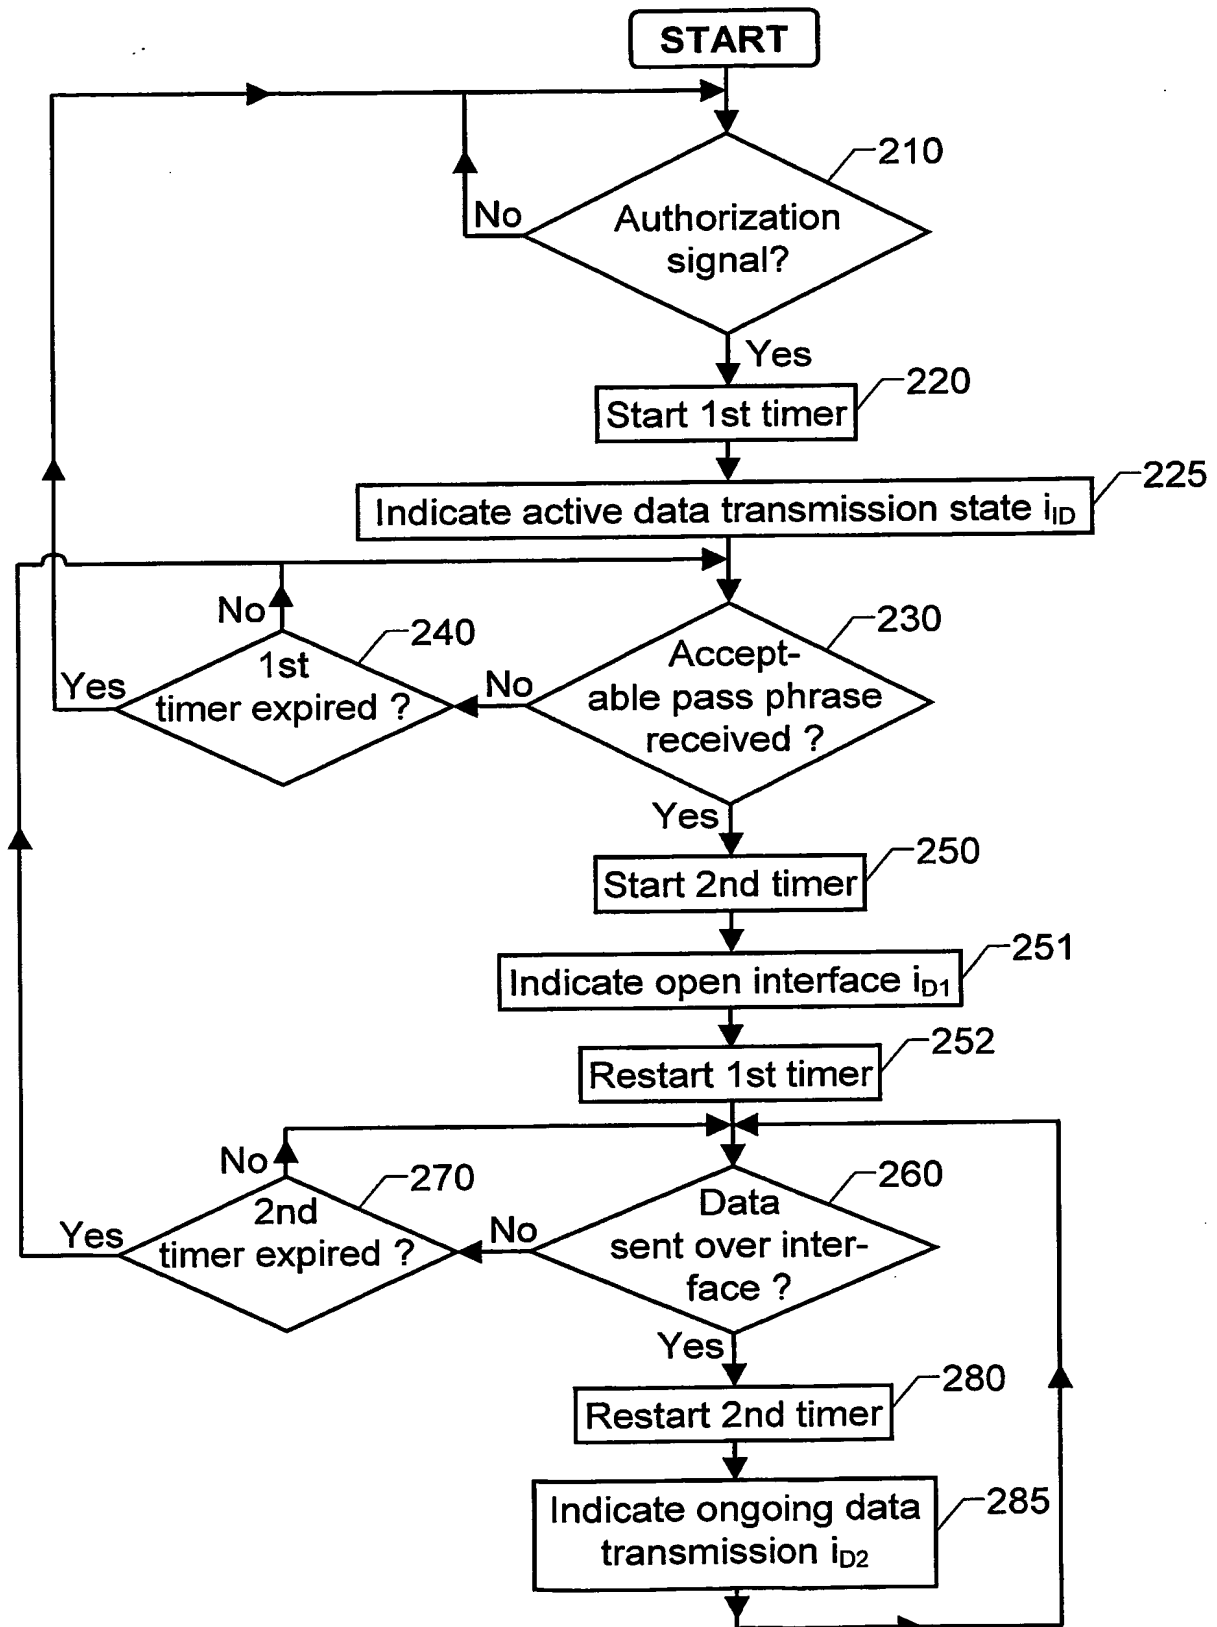 START
210
Authorization
signal?
No
Yes
220
Start 1st timer
225
Indicate active data transmission state iID
No
240
230
1st
timer expired ?
Yes
No
Accept-
able pass phrase
received ?
Yes
250
Start 2nd timer
251
Indicate open interface iD1
252
Restart 1st timer
No
270
260
2nd
timer expired ?
Yes
No
Data
sent over inter-
face ?
Yes
280
Restart 2nd timer
285
Indicate ongoing data
transmission iD2